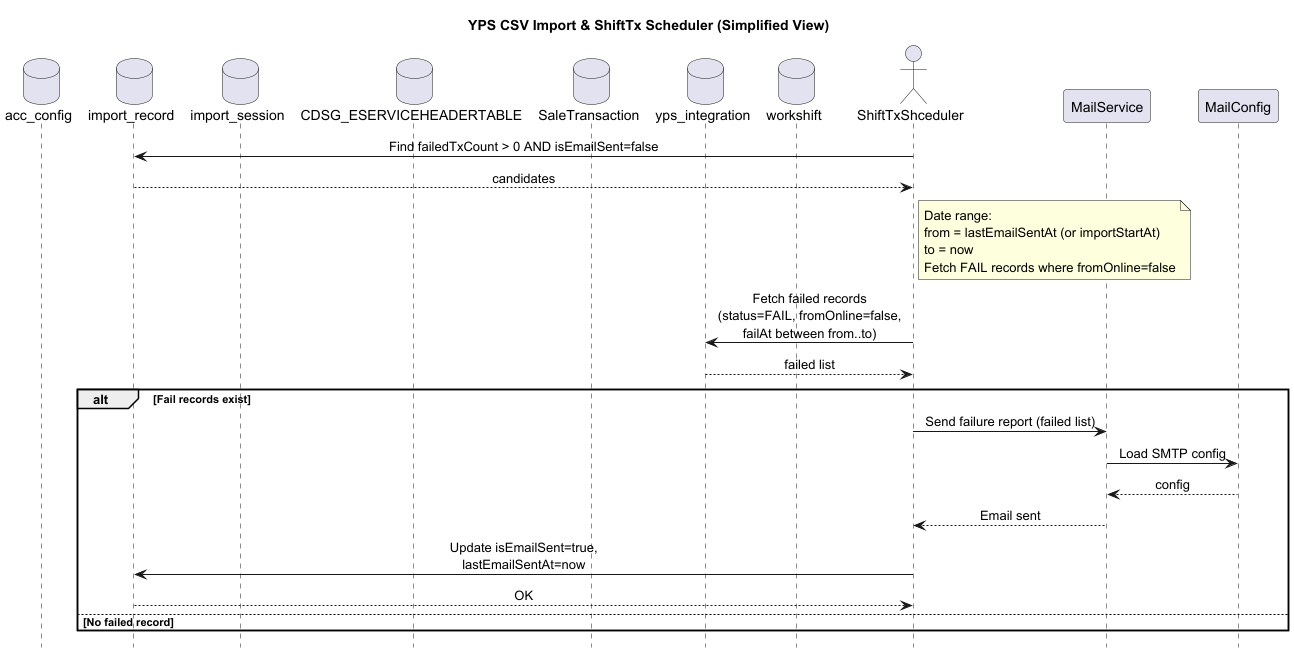 YPS CSV Import & ShiftTx Scheduler (Simplified View)
acc_config
import_record
import_session
CDSG_ESERVICEHEADERTABLE
SaleTransaction
yps_integration
workshift
ShiftTxShceduler
MailService
MailConfig
Find failedTxCount > 0 AND isEmailSent=false
candidates
Date range:
from = lastEmailSentAt (or importStartAt)
to = now
Fetch FAIL records where fromOnline=false
Fetch failed records
(status=FAIL, fromOnline=false,
failAt between from..to)
failed list
alt
[Fail records exist]
Send failure report (failed list)
Load SMTP config
config
Email sent
Update isEmailSent=true,
lastEmailSentAt=now
OK
[No failed record]